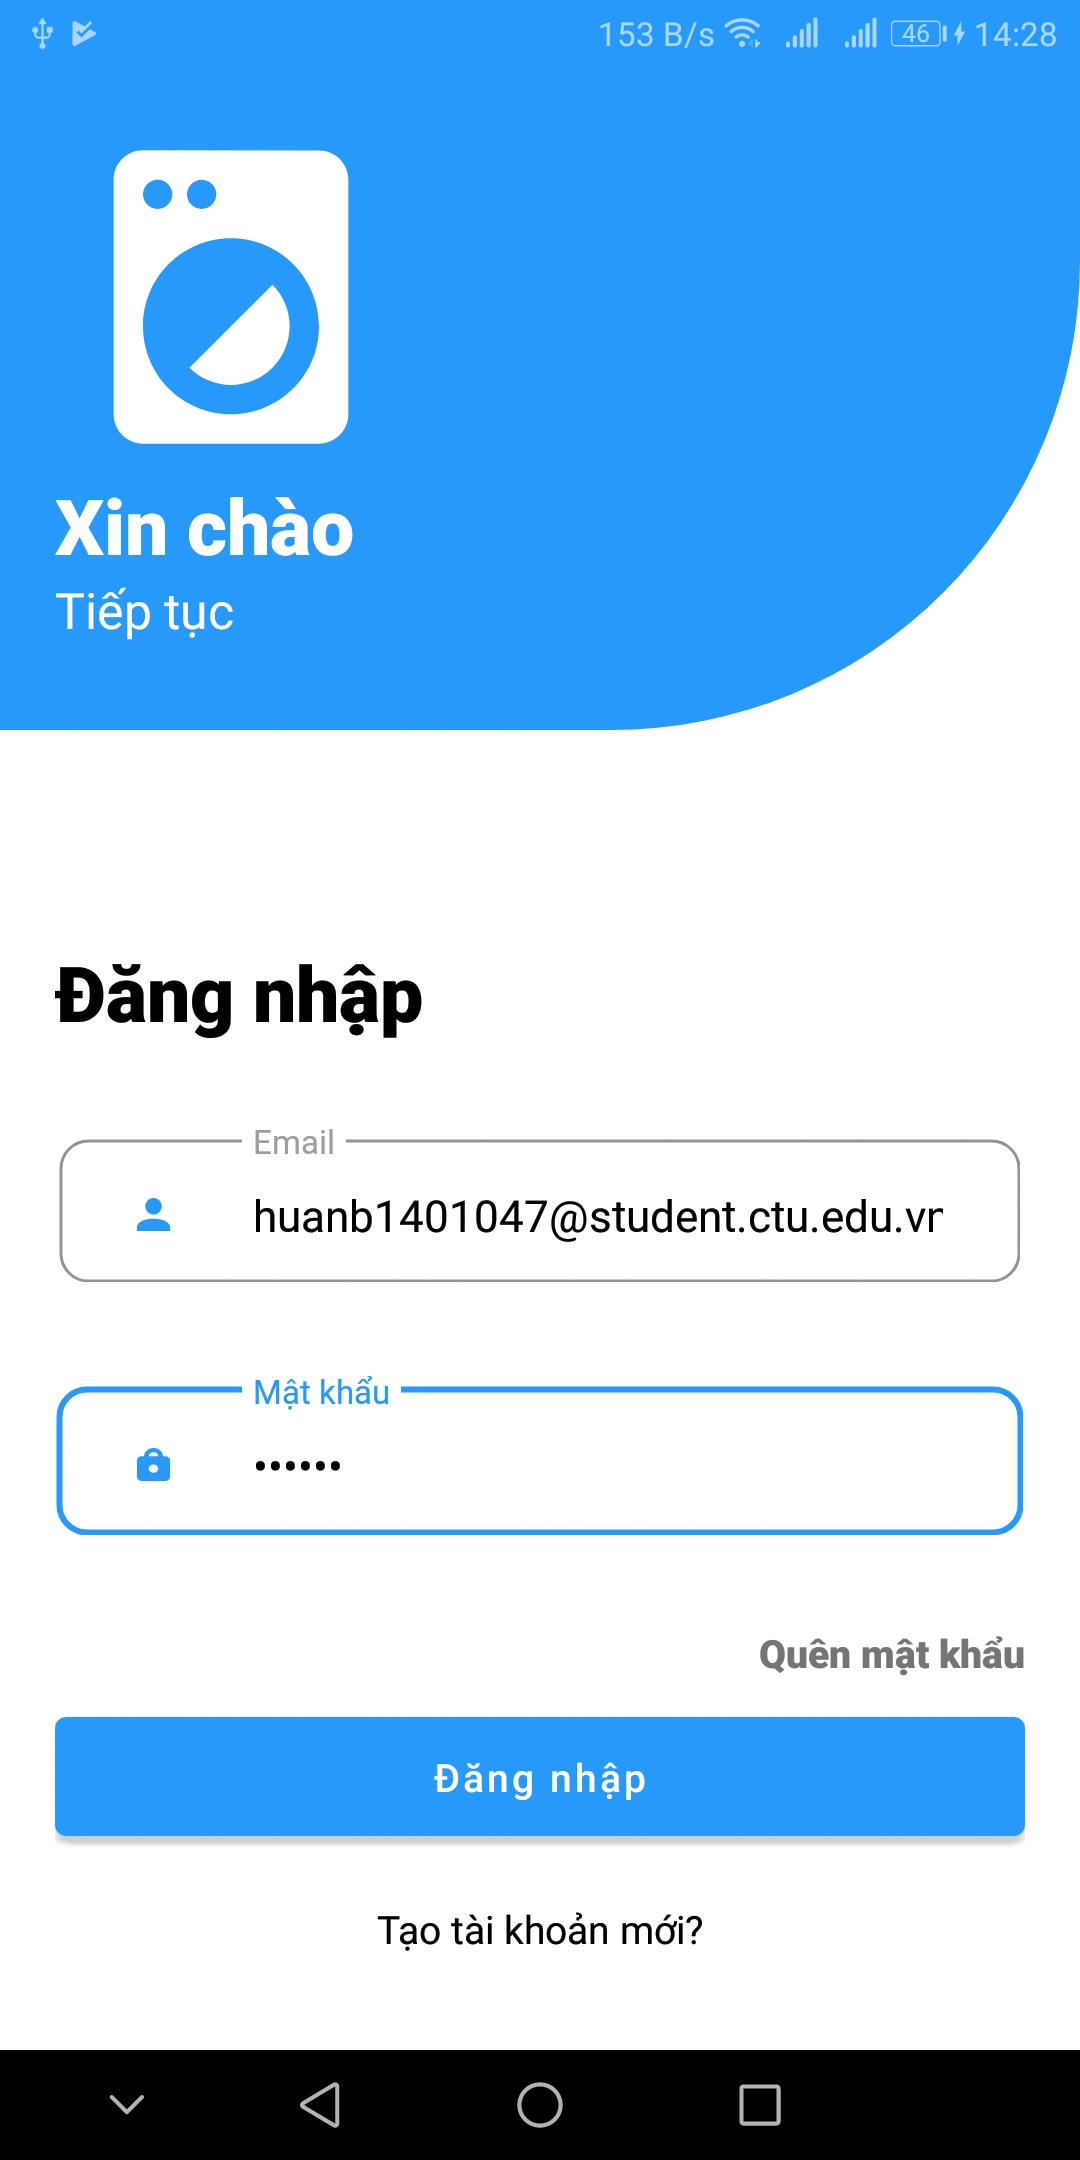 153 B/s 46 14:28
Xin chào
Tiếp tục
Đăng nhập
Email
huanb1401047@student.ctu.edu.vn
Mật khẩu
••••••
Quên mật khẩu
Đăng nhập
Tạo tài khoản mới?